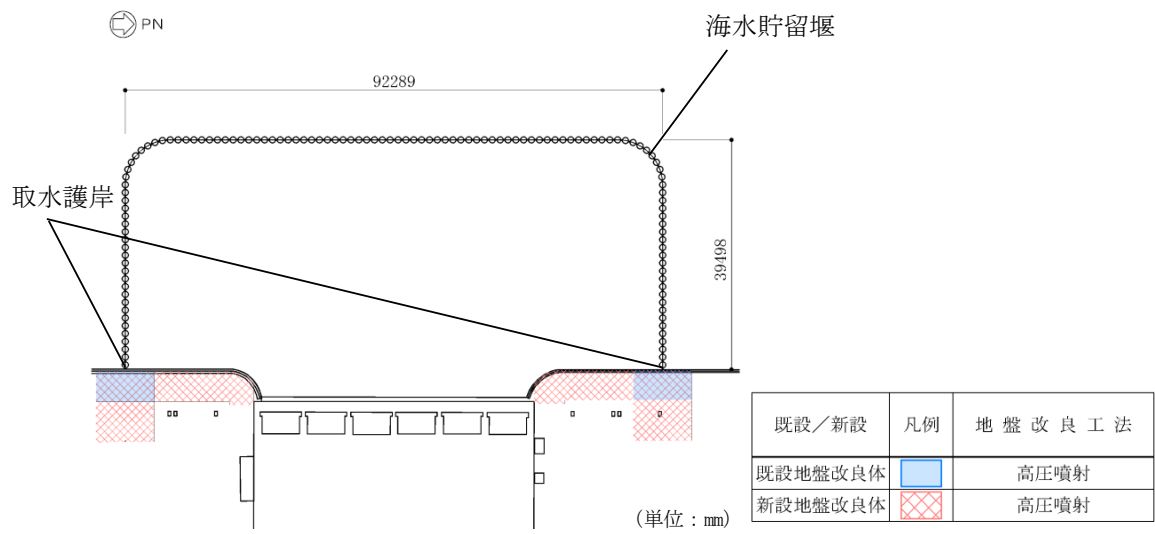 PN
海水貯留堰
92289
取水護岸
39498
既設／新設 凡例 地盤改良工法
既設地盤改良体 高圧噴射
新設地盤改良体 高圧噴射
（単位：㎜）